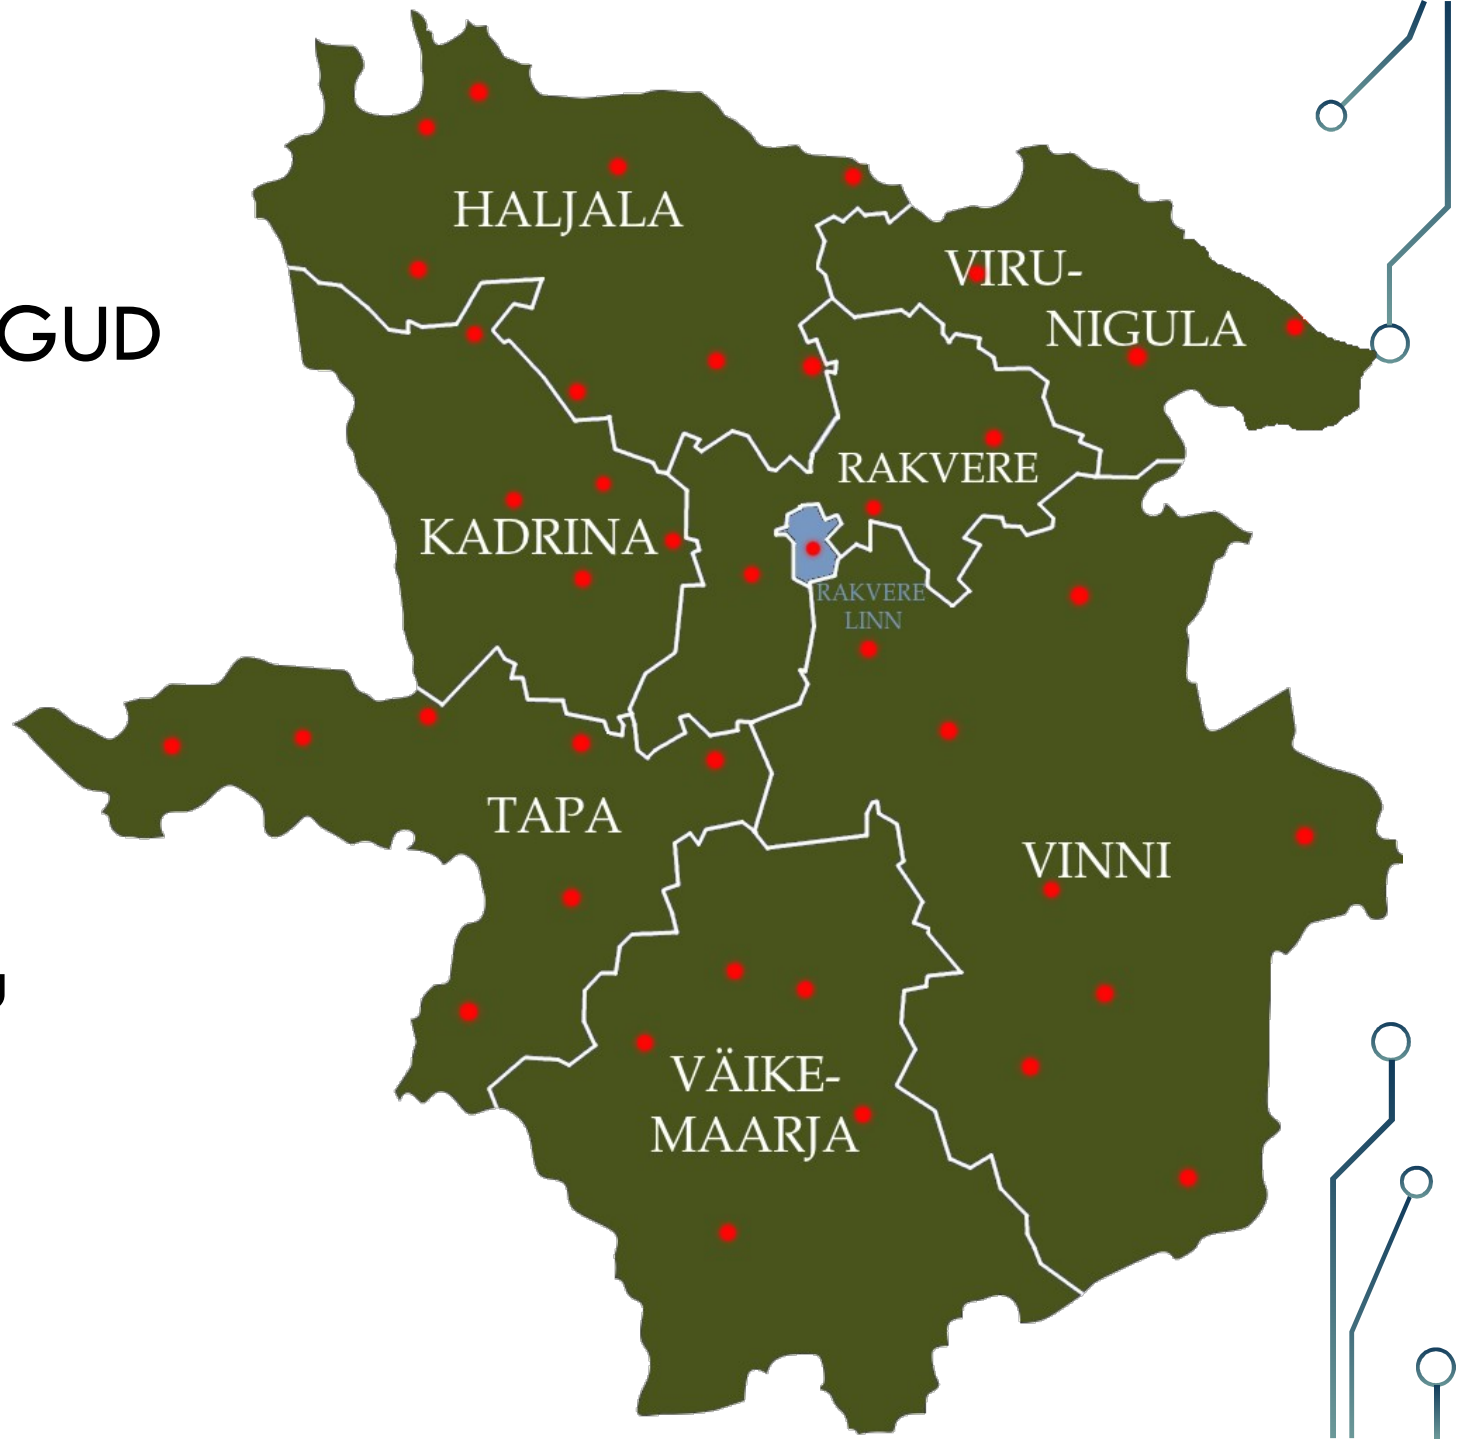 HALJALA
VIRU-
NIGULA
GUD
RAKVERE
KADRINA
RAKVERE
LINN
TAPA
VINNI
VÄIKE-
MAARJA